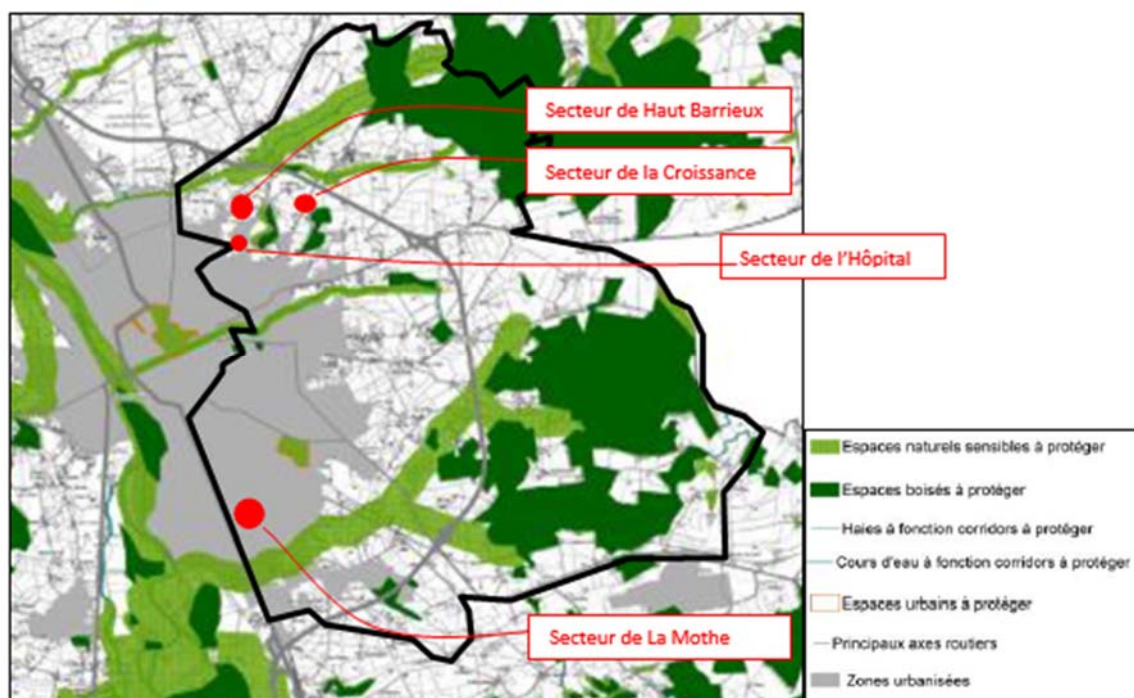 Secteur de Haut Barrieux
Secteur de la Croissance
Secteur de l'Hôpital
Secteur de La Mothe
Espaces naturels sensibles à protéger
Espaces boisés à protéger
Haies à fonction corridors à protéger
Cours d'eau à fonction corridors à protéger
Espaces urbains à protéger
Principaux axes routiers
Zones urbanisées